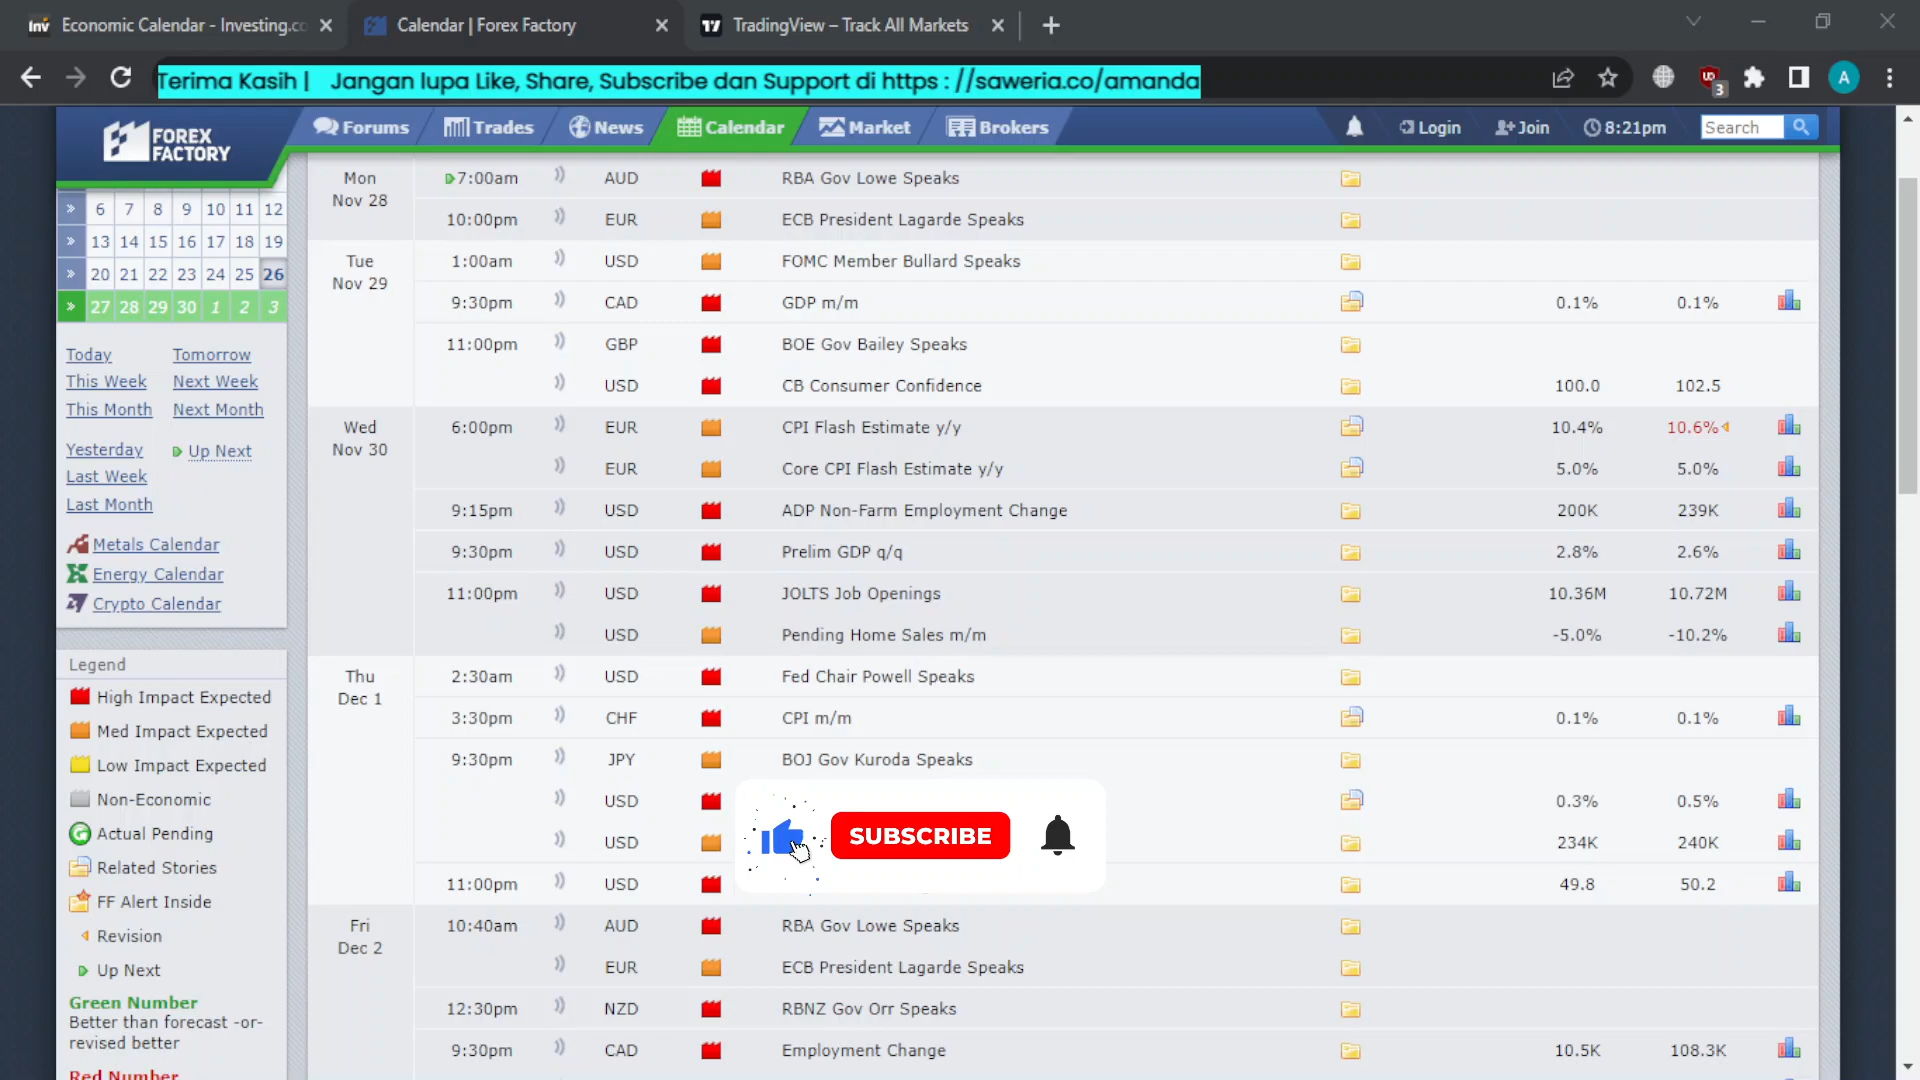 Economic Calendar - Investing.co
Calendar | Forex Factory
TradingView – Track All Markets
Terima Kasih | Jangan lupa Like, Share, Subscribe dan Support di https : //saweria.co/amanda
3
A
FOREX FACTORY
Forums Trades News Calendar Market Brokers Login Join 8:21pm Search
6 7 8 9 10 11 12
13 14 15 16 17 18 19
20 21 22 23 24 25 26
27 28 29 30 1 2 3
Today Tomorrow
This Week Next Week
This Month Next Month
Yesterday Up Next
Last Week
Last Month
Metals Calendar
Energy Calendar
Crypto Calendar
Legend
High Impact Expected
Med Impact Expected
Low Impact Expected
Non-Economic
Actual Pending
Related Stories
FF Alert Inside
Revision
Up Next
Green Number
Better than forecast -or-
revised better
Red Number
Mon Nov 28 7:00am AUD RBA Gov Lowe Speaks
10:00pm EUR ECB President Lagarde Speaks
Tue Nov 29 1:00am USD FOMC Member Bullard Speaks
9:30pm CAD GDP m/m 0.1% 0.1%
11:00pm GBP BOE Gov Bailey Speaks
USD CB Consumer Confidence 100.0 102.5
Wed Nov 30 6:00pm EUR CPI Flash Estimate y/y 10.4% 10.6%
EUR Core CPI Flash Estimate y/y 5.0% 5.0%
9:15pm USD ADP Non-Farm Employment Change 200K 239K
9:30pm USD Prelim GDP q/q 2.8% 2.6%
11:00pm USD JOLTS Job Openings 10.36M 10.72M
USD Pending Home Sales m/m -5.0% -10.2%
Thu Dec 1 2:30am USD Fed Chair Powell Speaks
3:30pm CHF CPI m/m 0.1% 0.1%
9:30pm JPY BOJ Gov Kuroda Speaks
USD 0.3% 0.5%
USD 234K 240K
SUBSCRIBE
11:00pm USD 49.8 50.2
Fri Dec 2 10:40am AUD RBA Gov Lowe Speaks
EUR ECB President Lagarde Speaks
12:30pm NZD RBNZ Gov Orr Speaks
9:30pm CAD Employment Change 10.5K 108.3K